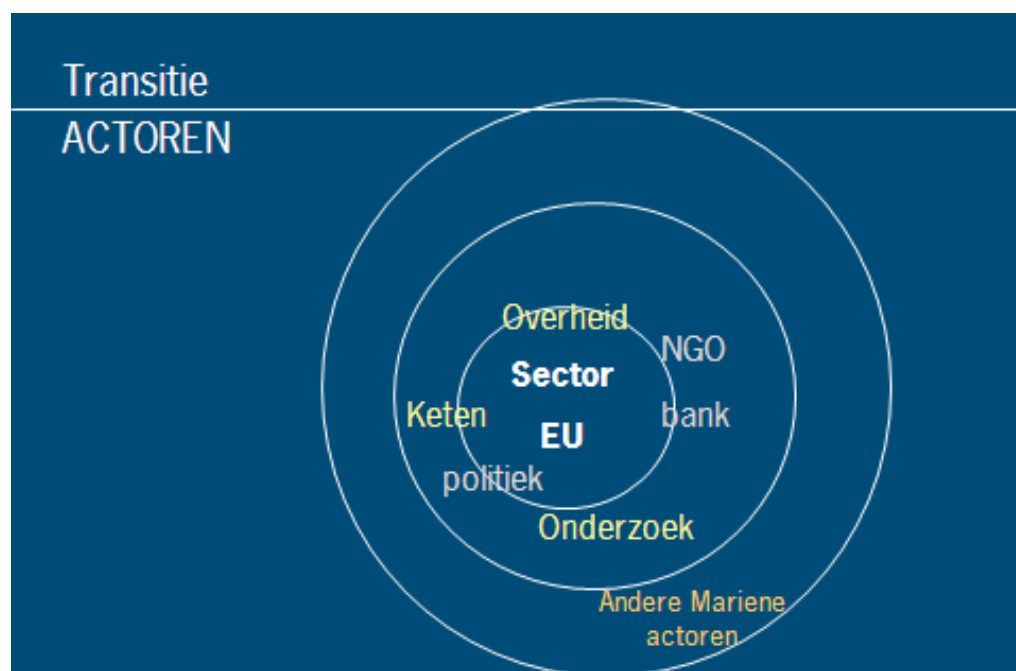 Transitie
ACTOREN
Overheid
NGO
Sector
Keten
bank
EU
politiek
Onderzoek
Andere Mariene
actoren